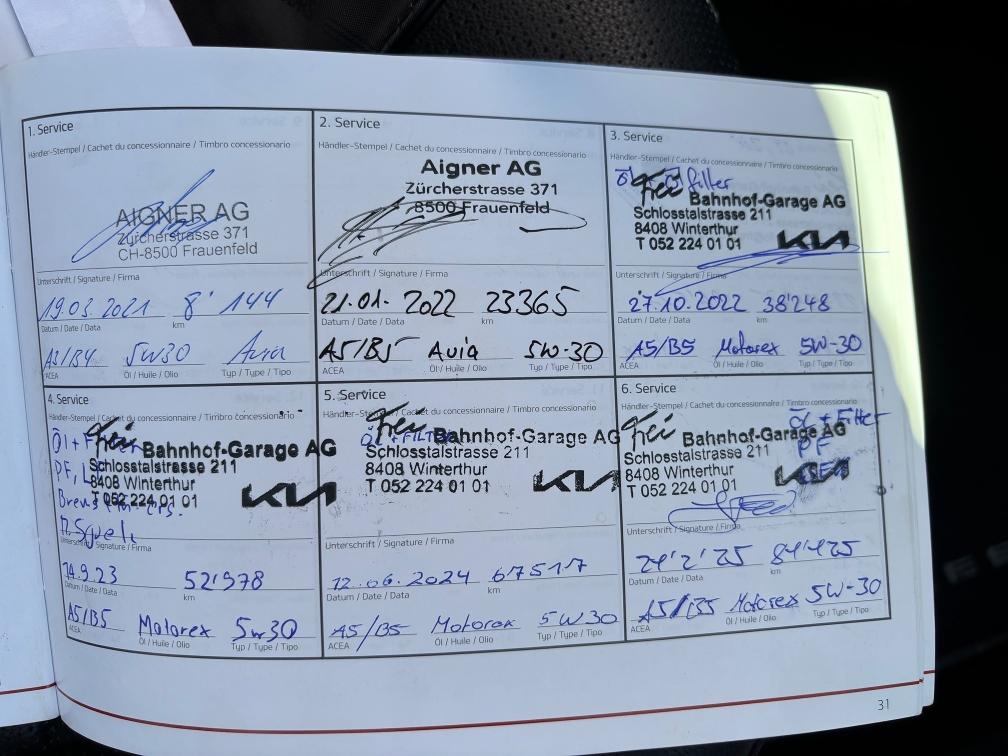 1. Service
Händler-Stempel / Cachet du concessionnaire / Timbro concessionario
AIGNER AG
Zürcherstrasse 371
CH-8500 Frauenfeld
Unterschrift / Signature / Firma
19.03.2021 8'144
Datum / Date / Data km
A3/B4 5W30 Avia
ACEA Öl / Huile / Olio Typ / Type / Tipo
2. Service
Händler-Stempel / Cachet du concessionnaire / Timbro concessionario
Aigner AG
Zürcherstrasse 371
8500 Frauenfeld
Unterschrift / Signature / Firma
21.01.2022 23365
Datum / Date / Data km
A5/B5 Avia 5W-30
ACEA Öl / Huile / Olio Typ / Type / Tipo
3. Service
Händler-Stempel / Cachet du concessionnaire / Timbro concessionario
filter
frei Bahnhof-Garage AG
Schlosstalstrasse 211
8408 Winterthur
T 052 224 01 01 KIA
Unterschrift / Signature / Firma
27.10.2022 38'248
Datum / Date / Data km
A5/B5 Motorex 5W-30
ACEA Öl / Huile / Olio Typ / Type / Tipo
4. Service
Händler-Stempel / Cachet du concessionnaire / Timbro concessionario
Öl +
frei Bahnhof-Garage AG
Schlosstalstrasse 211
PF,
8408 Winterthur
T 052 224 01 01 KIA
Unterschrift / Signature / Firma
14.9.23 52'978
Datum / Date / Data km
A5/B5 Motorex 5w30
ACEA Öl / Huile / Olio Typ / Type / Tipo
5. Service
Händler-Stempel / Cachet du concessionnaire / Timbro concessionario
ÖL + FILTER
frei Bahnhof-Garage AG
Schlosstalstrasse 211
8408 Winterthur
T 052 224 01 01 KIA
Unterschrift / Signature / Firma
12.06.2024 67517
Datum / Date / Data km
A5/B5 Motorex 5W30
ACEA Öl / Huile / Olio Typ / Type / Tipo
6. Service
Händler-Stempel / Cachet du concessionnaire / Timbro concessionario
Öl + Filter
frei Bahnhof-Garage AG
PF
Schlosstalstrasse 211
8408 Winterthur
T 052 224 01 01 KIA
Unterschrift / Signature / Firma
24'2'25 84'425
Datum / Date / Data km
A5/B5 Motorex 5W-30
ACEA Öl / Huile / Olio Typ / Type / Tipo
31